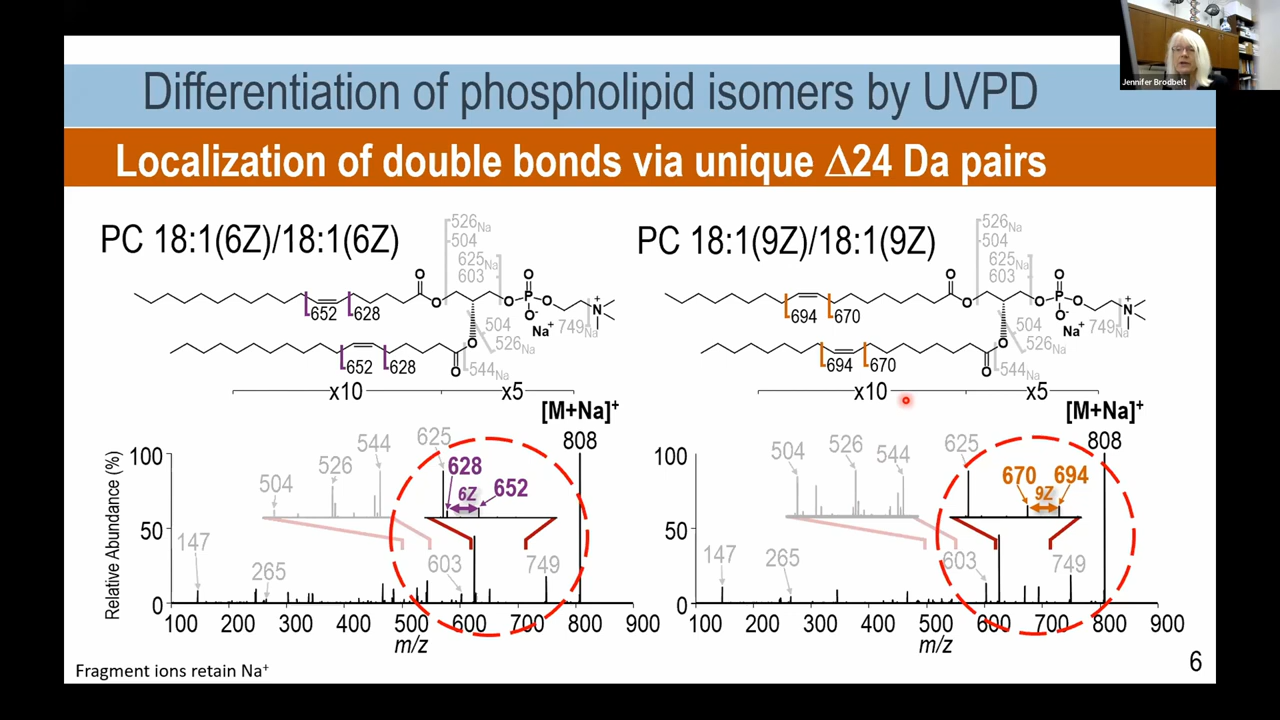 Jennifer Brodbelt
Differentiation of phospholipid isomers by UVPD
Localization of double bonds via unique Δ24 Da pairs
PC 18:1(6Z)/18:1(6Z)
526Na
504
625Na
603
O
O
O
P
O
O-
N+
Na+
749Na
652
628
504
526Na
O
O
544Na
652
628
x10
x5
[M+Na]+
808
PC 18:1(9Z)/18:1(9Z)
526Na
504
625Na
603
O
O
O
P
O
O-
N+
Na+
749Na
694
670
504
526Na
O
O
544Na
694
670
x10
x5
[M+Na]+
808
Relative Abundance (%)
100
50
0
504
526
544
625
628
6Z
652
147
265
603
749
100 200 300 400 500 600 700 800 900
m/z
100
50
0
504
526
544
625
670
9Z
694
147
265
603
749
100 200 300 400 500 600 700 800 900
m/z
Fragment ions retain Na+
6